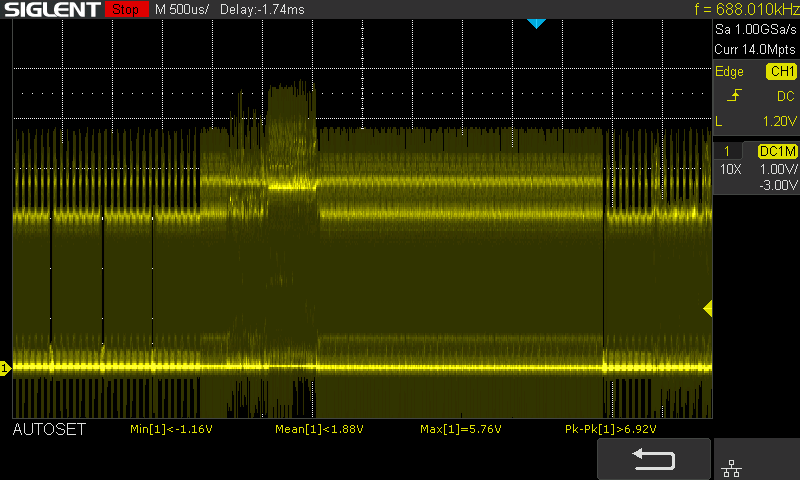 SIGLENT Stop M 500us/ Delay:-1.74ms f = 688.010kHz
Sa 1.00GSa/s
Curr 14.0Mpts
Edge CH1
DC
L 1.20V
1 DC1M
10X 1.00V/
-3.00V
1
AUTOSET Min[1]<-1.16V Mean[1]<1.88V Max[1]=5.76V Pk-Pk[1]>6.92V